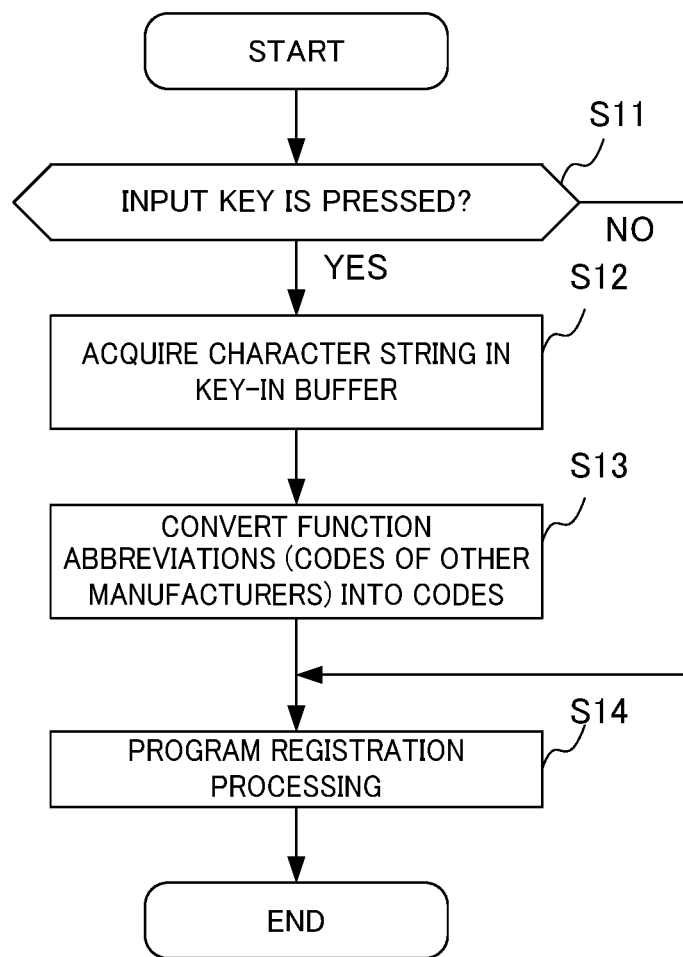 START
S11
INPUT KEY IS PRESSED?
NO
YES
S12
ACQUIRE CHARACTER STRING IN
KEY-IN BUFFER
S13
CONVERT FUNCTION
ABBREVIATIONS (CODES OF OTHER
MANUFACTURERS) INTO CODES
S14
PROGRAM REGISTRATION
PROCESSING
END